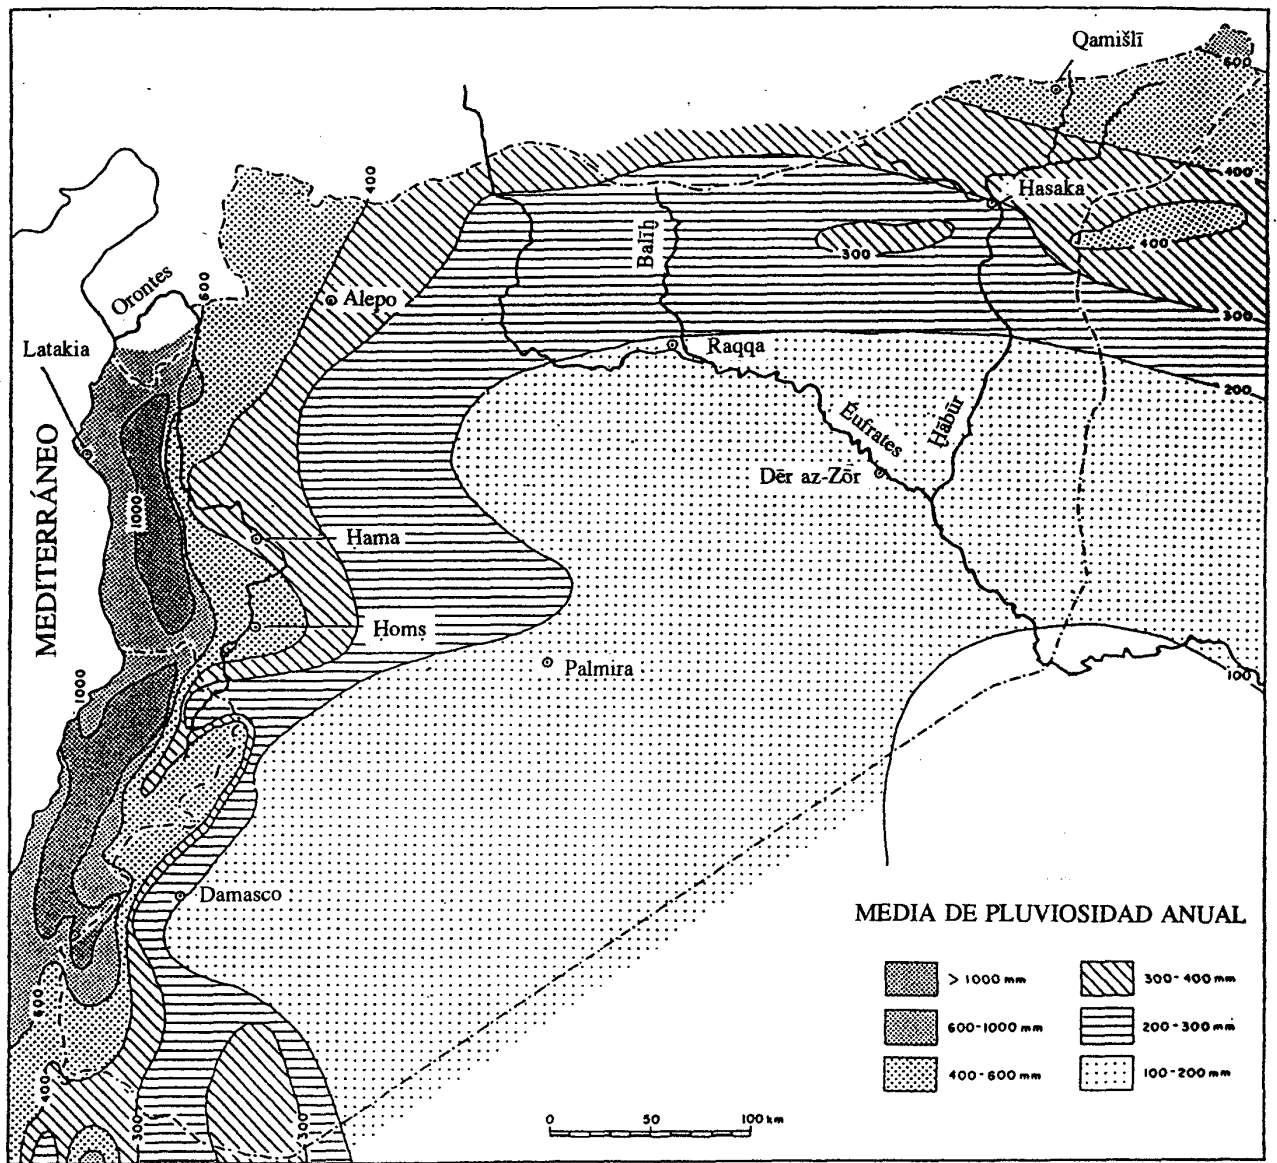 Qamišlī
600
400
400
Hasaka
Balīḫ
400
300
Orontes
600
Alepo
300
Latakia
Raqqa
200
Éufrates
Ḫābūr
MEDITERRÁNEO
1000
Dēr az-Zōr
Hama
Homs
Palmira
1000
100
Damasco
MEDIA DE PLUVIOSIDAD ANUAL
> 1000 mm
300-400 mm
600
600-1000 mm
200-300 mm
400
400-600 mm
100-200 mm
300
300
0 50 100 km